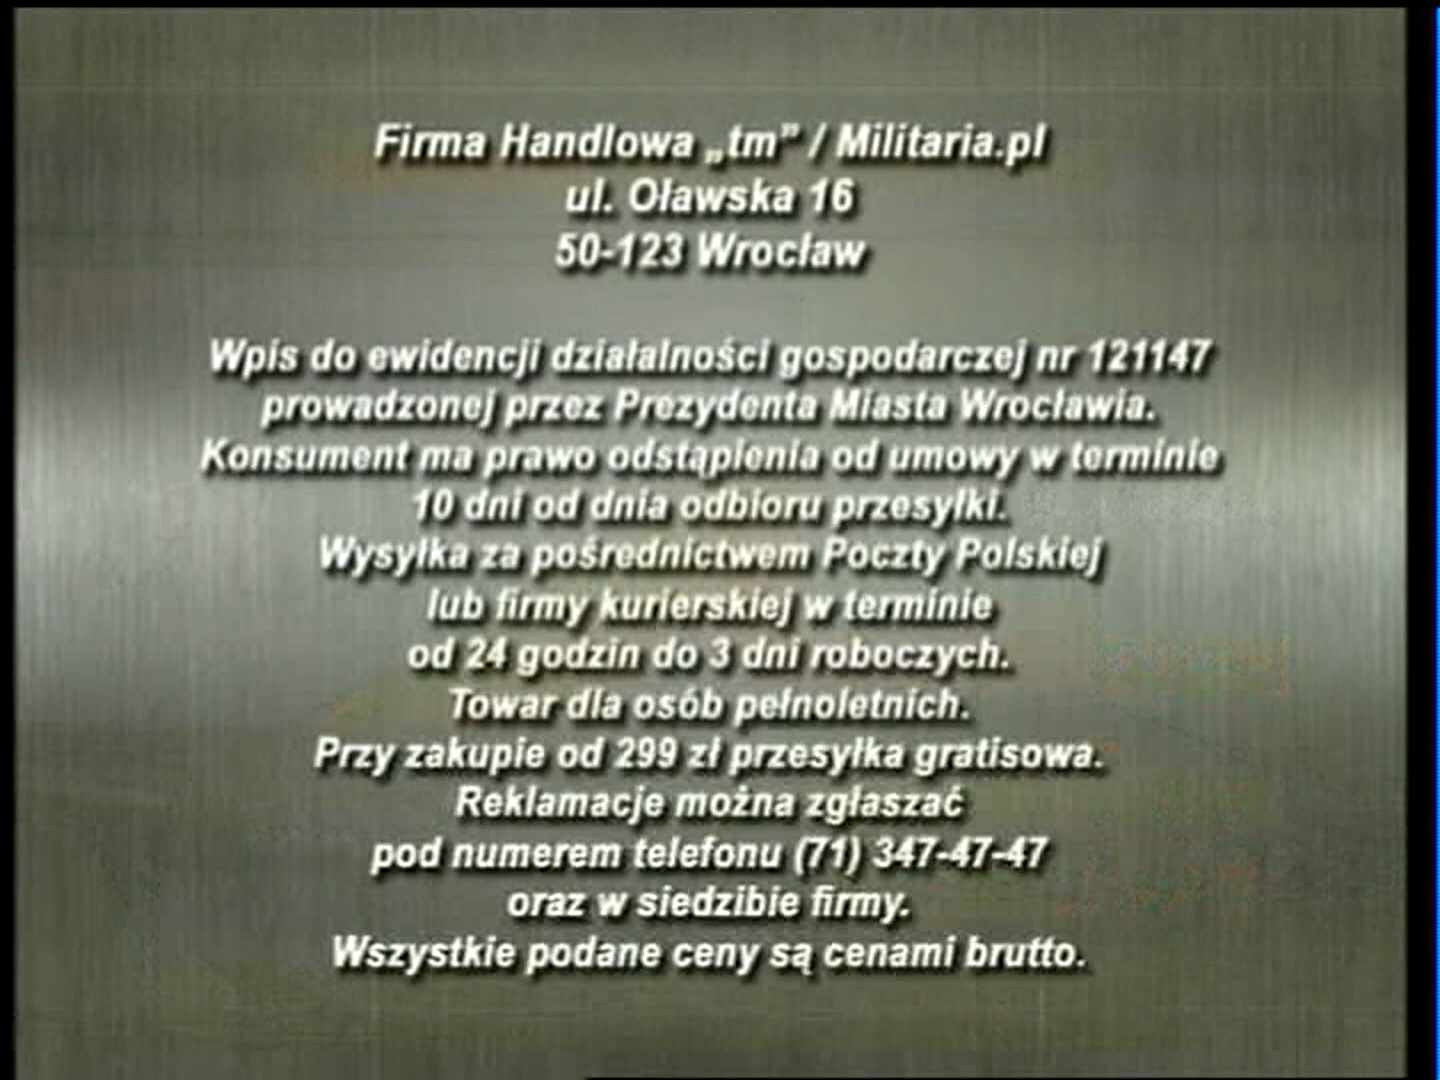 Firma Handlowa „tm” / Militaria.pl
ul. Oławska 16
50-123 Wrocław
Wpis do ewidencji działalności gospodarczej nr 121147
prowadzonej przez Prezydenta Miasta Wrocławia.
Konsument ma prawo odstąpienia od umowy w terminie
10 dni od dnia odbioru przesyłki.
Wysyłka za pośrednictwem Poczty Polskiej
lub firmy kurierskiej w terminie
od 24 godzin do 3 dni roboczych.
Towar dla osób pełnoletnich.
Przy zakupie od 299 zł przesyłka gratisowa.
Reklamacje można zgłaszać
pod numerem telefonu (71) 347-47-47
oraz w siedzibie firmy.
Wszystkie podane ceny są cenami brutto.